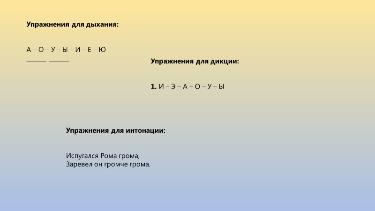 Упражнения для дыхания:
А О У Ы И Е Ю
Упражнения для дикции:
1. И – Э – А – О – У – Ы
Упражнения для интонации:
Испугался Рома грома,
Заревел он громче грома.